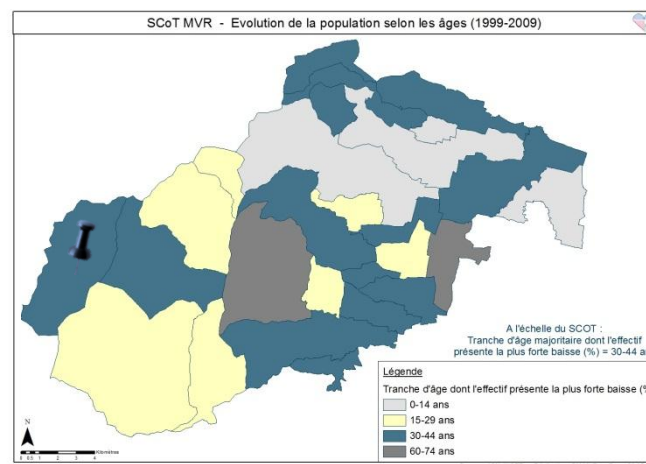 SCoT MVR - Evolution de la population selon les âges (1999-2009)
A l'échelle du SCOT :
Tranche d'âge majoritaire dont l'effectif
présente la plus forte baisse (%) = 30-44 an
Légende
Tranche d'âge dont l'effectif présente la plus forte baisse (%
0-14 ans
15-29 ans
30-44 ans
60-74 ans
N
Kilomètres